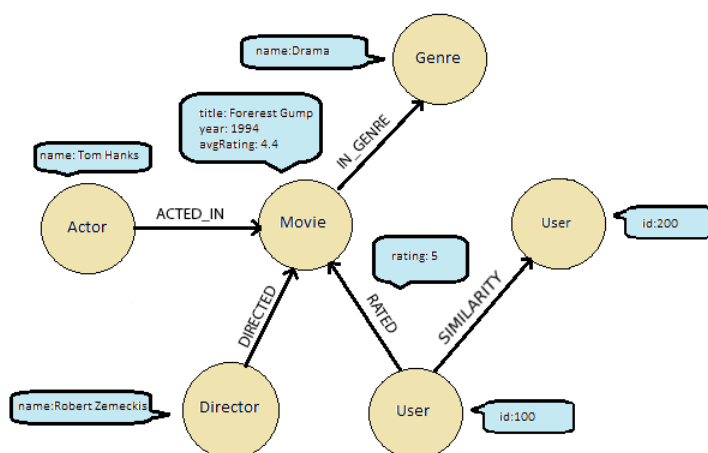 name:Drama
Genre
title: Forerest Gump
year: 1994
avgRating: 4.4
IN_GENRE
name: Tom Hanks
Actor
ACTED_IN
Movie
User
id:200
rating: 5
DIRECTED
RATED
SIMILARITY
name:Robert Zemeckis
Director
User
id:100